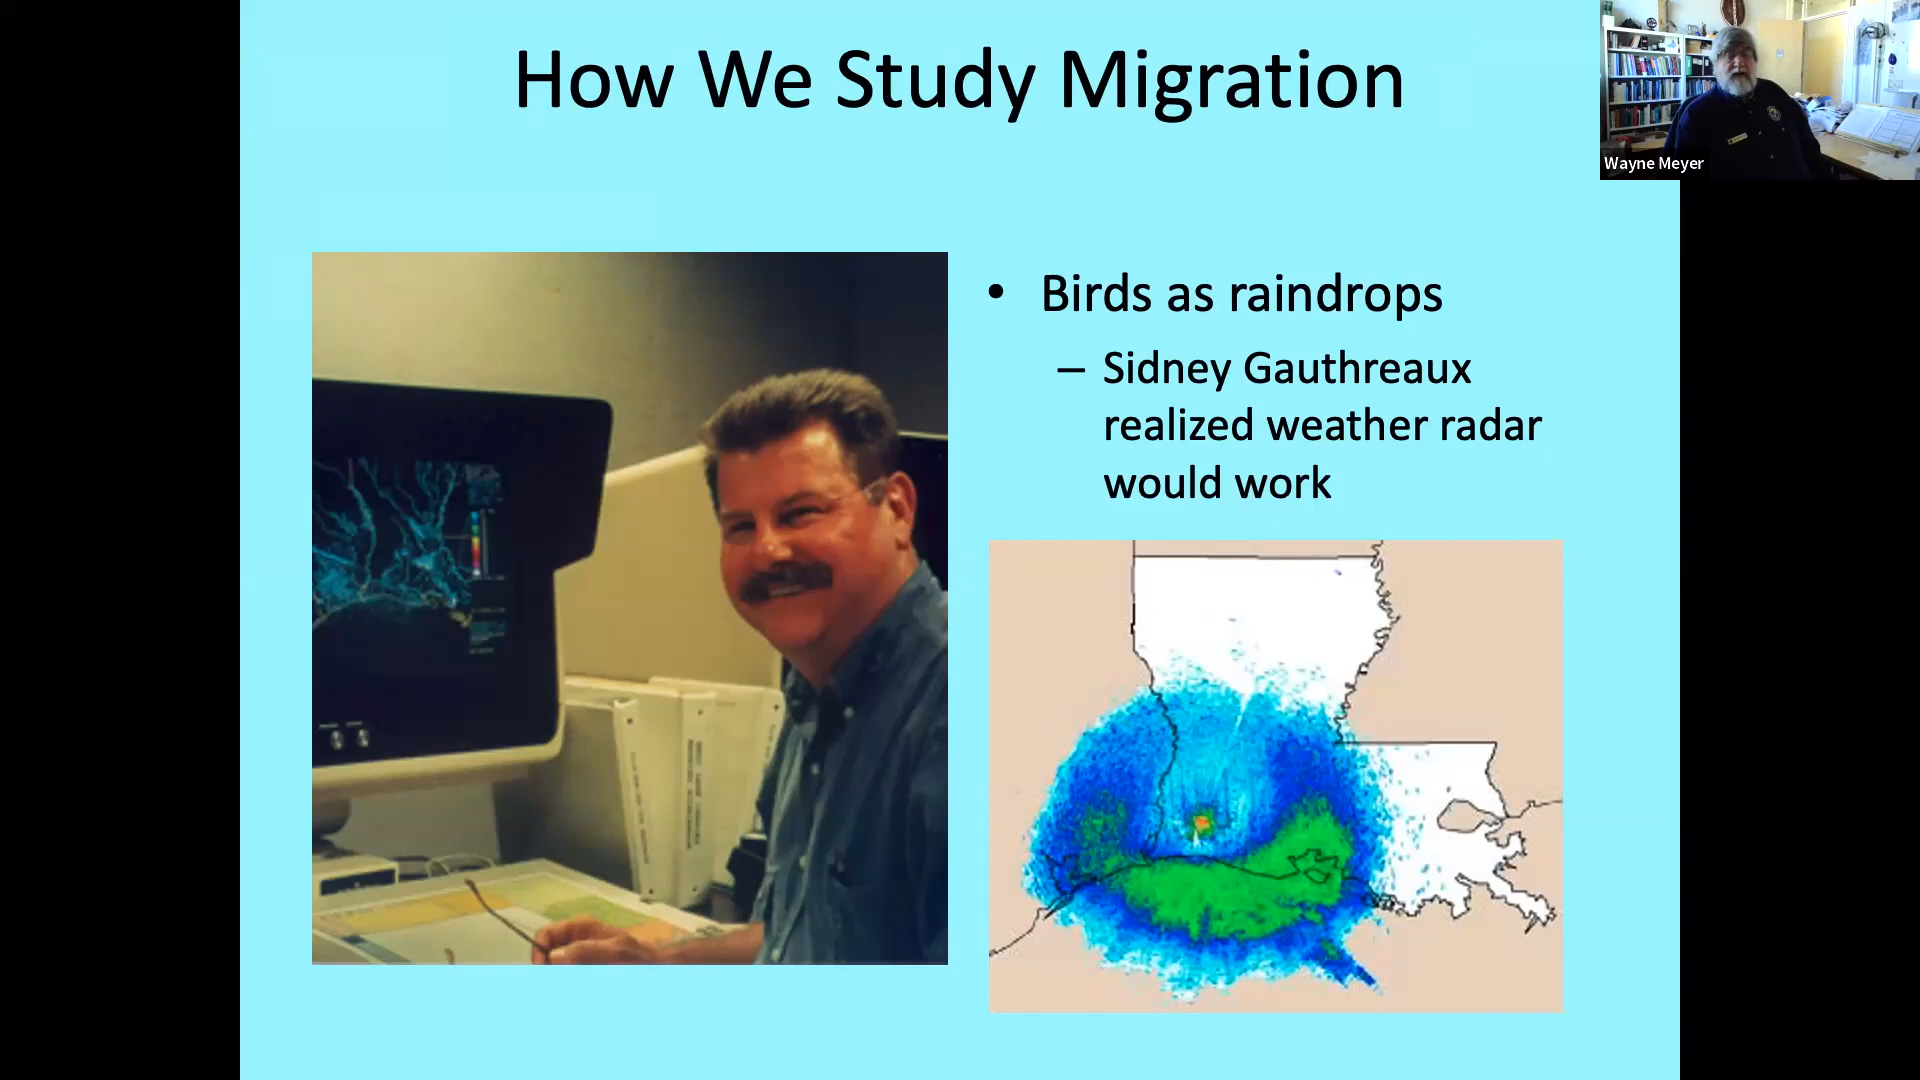 How We Study Migration
Wayne Meyer
• Birds as raindrops
– Sidney Gauthreaux
realized weather radar
would work